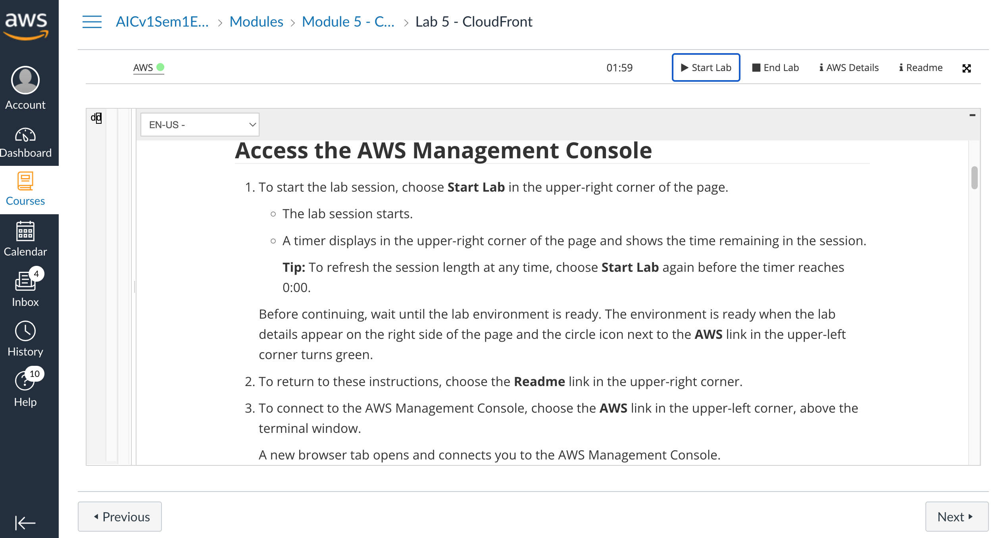 aws
AICv1Sem1E... > Modules > Module 5 - C... > Lab 5 - CloudFront
Account
Dashboard
Courses
Calendar
4
Inbox
History
10
Help
AWS
01:59
Start Lab
End Lab
AWS Details
Readme
dd
EN-US -
Access the AWS Management Console
1. To start the lab session, choose Start Lab in the upper-right corner of the page.
The lab session starts.
A timer displays in the upper-right corner of the page and shows the time remaining in the session.
Tip: To refresh the session length at any time, choose Start Lab again before the timer reaches
0:00.
Before continuing, wait until the lab environment is ready. The environment is ready when the lab
details appear on the right side of the page and the circle icon next to the AWS link in the upper-left
corner turns green.
2. To return to these instructions, choose the Readme link in the upper-right corner.
3. To connect to the AWS Management Console, choose the AWS link in the upper-left corner, above the
terminal window.
A new browser tab opens and connects you to the AWS Management Console.
Previous
Next